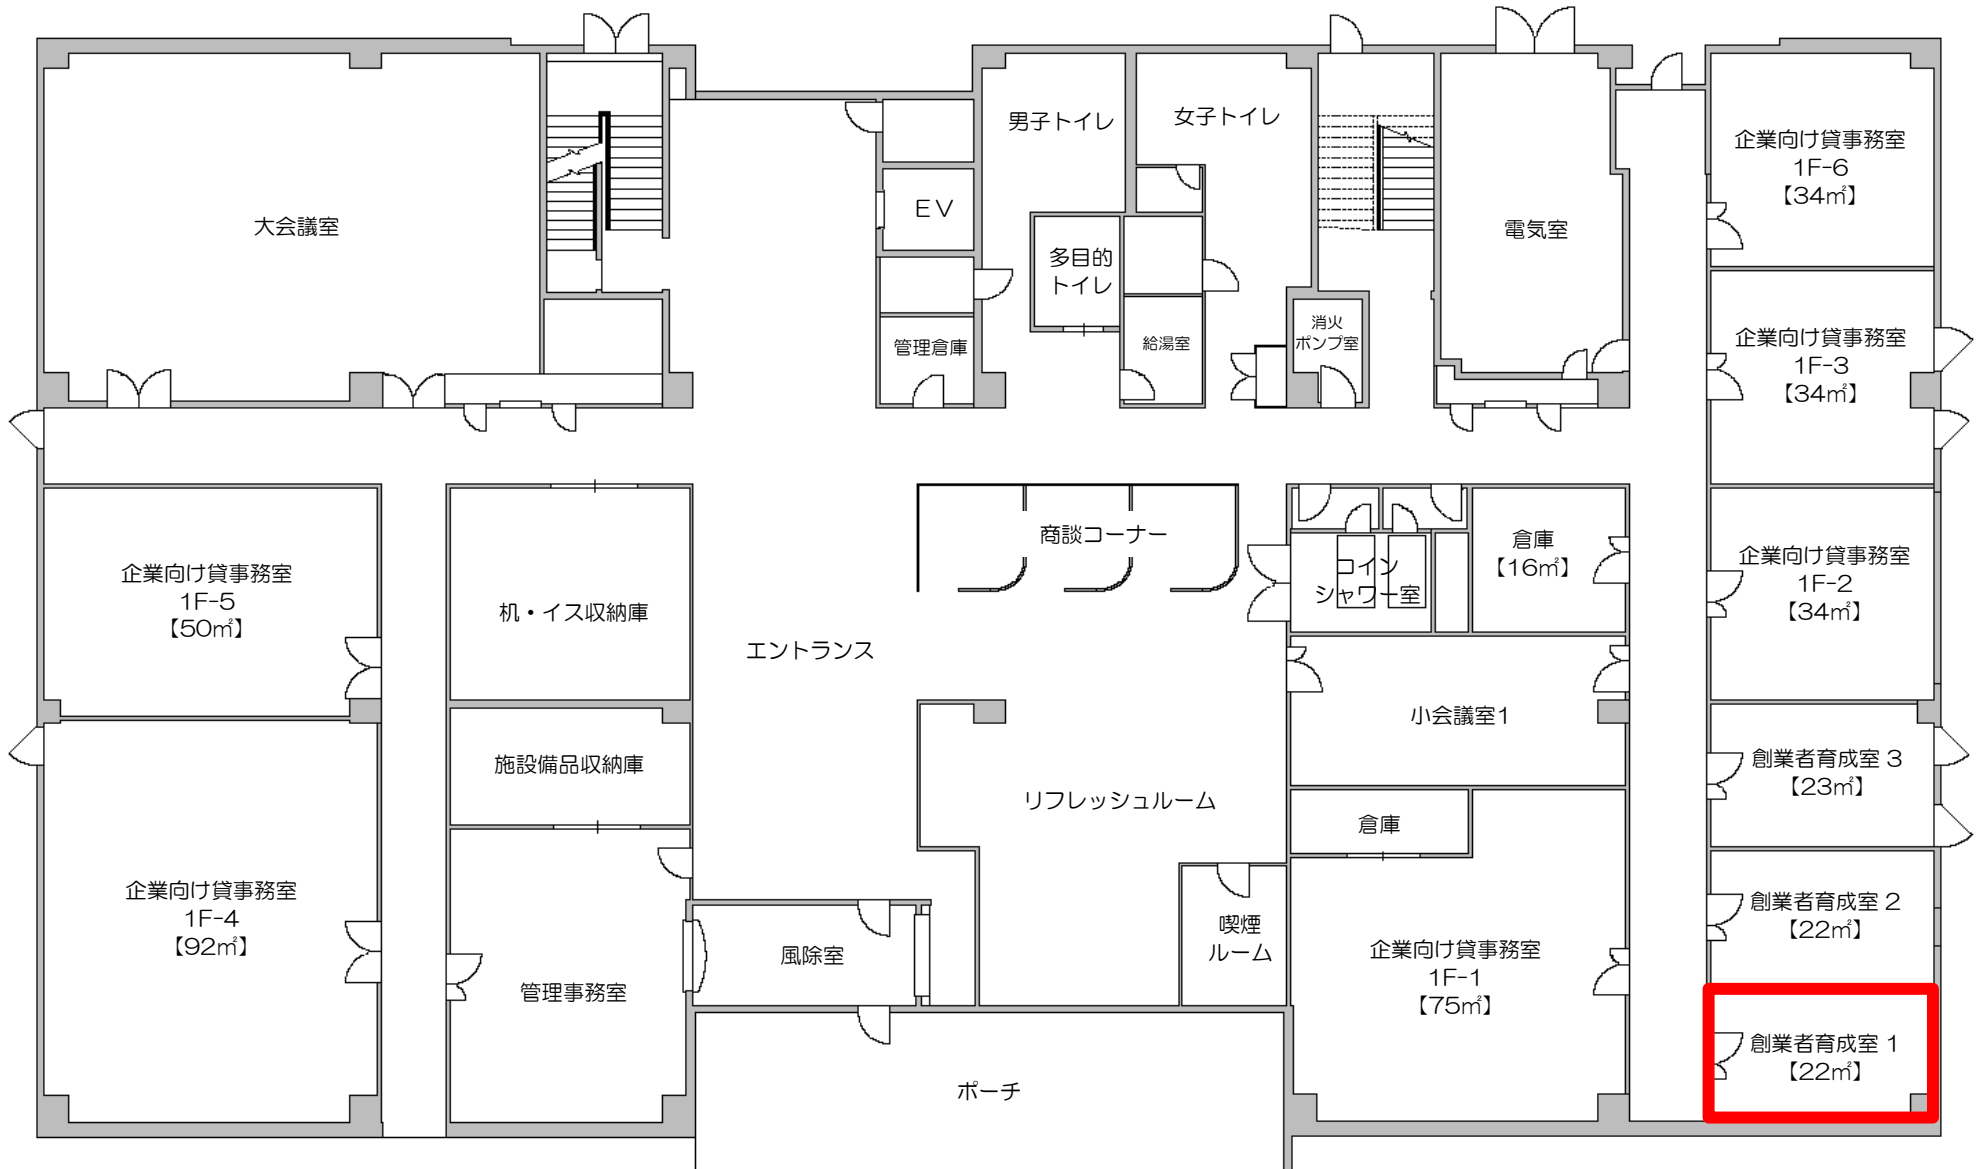 男子トイレ
女子トイレ
企業向け貸事務室
1F-6
【34㎡】
大会議室
EV
電気室
多目的
トイレ
消火
ポンプ室
管理倉庫
給湯室
企業向け貸事務室
1F-3
【34㎡】
商談コーナー
倉庫
【16㎡】
コイン
シャワー室
企業向け貸事務室
1F-2
【34㎡】
企業向け貸事務室
1F-5
【50㎡】
机・イス収納庫
エントランス
小会議室1
施設備品収納庫
リフレッシュルーム
倉庫
創業者育成室 3
【23㎡】
企業向け貸事務室
1F-4
【92㎡】
管理事務室
風除室
喫煙
ルーム
企業向け貸事務室
1F-1
【75㎡】
創業者育成室 2
【22㎡】
創業者育成室 1
【22㎡】
ポーチ